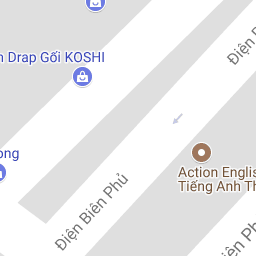 Drap Gối KOSHI
Điện
Action English
Tiếng Anh Th
Điện Biên Phủ
Điện Ph